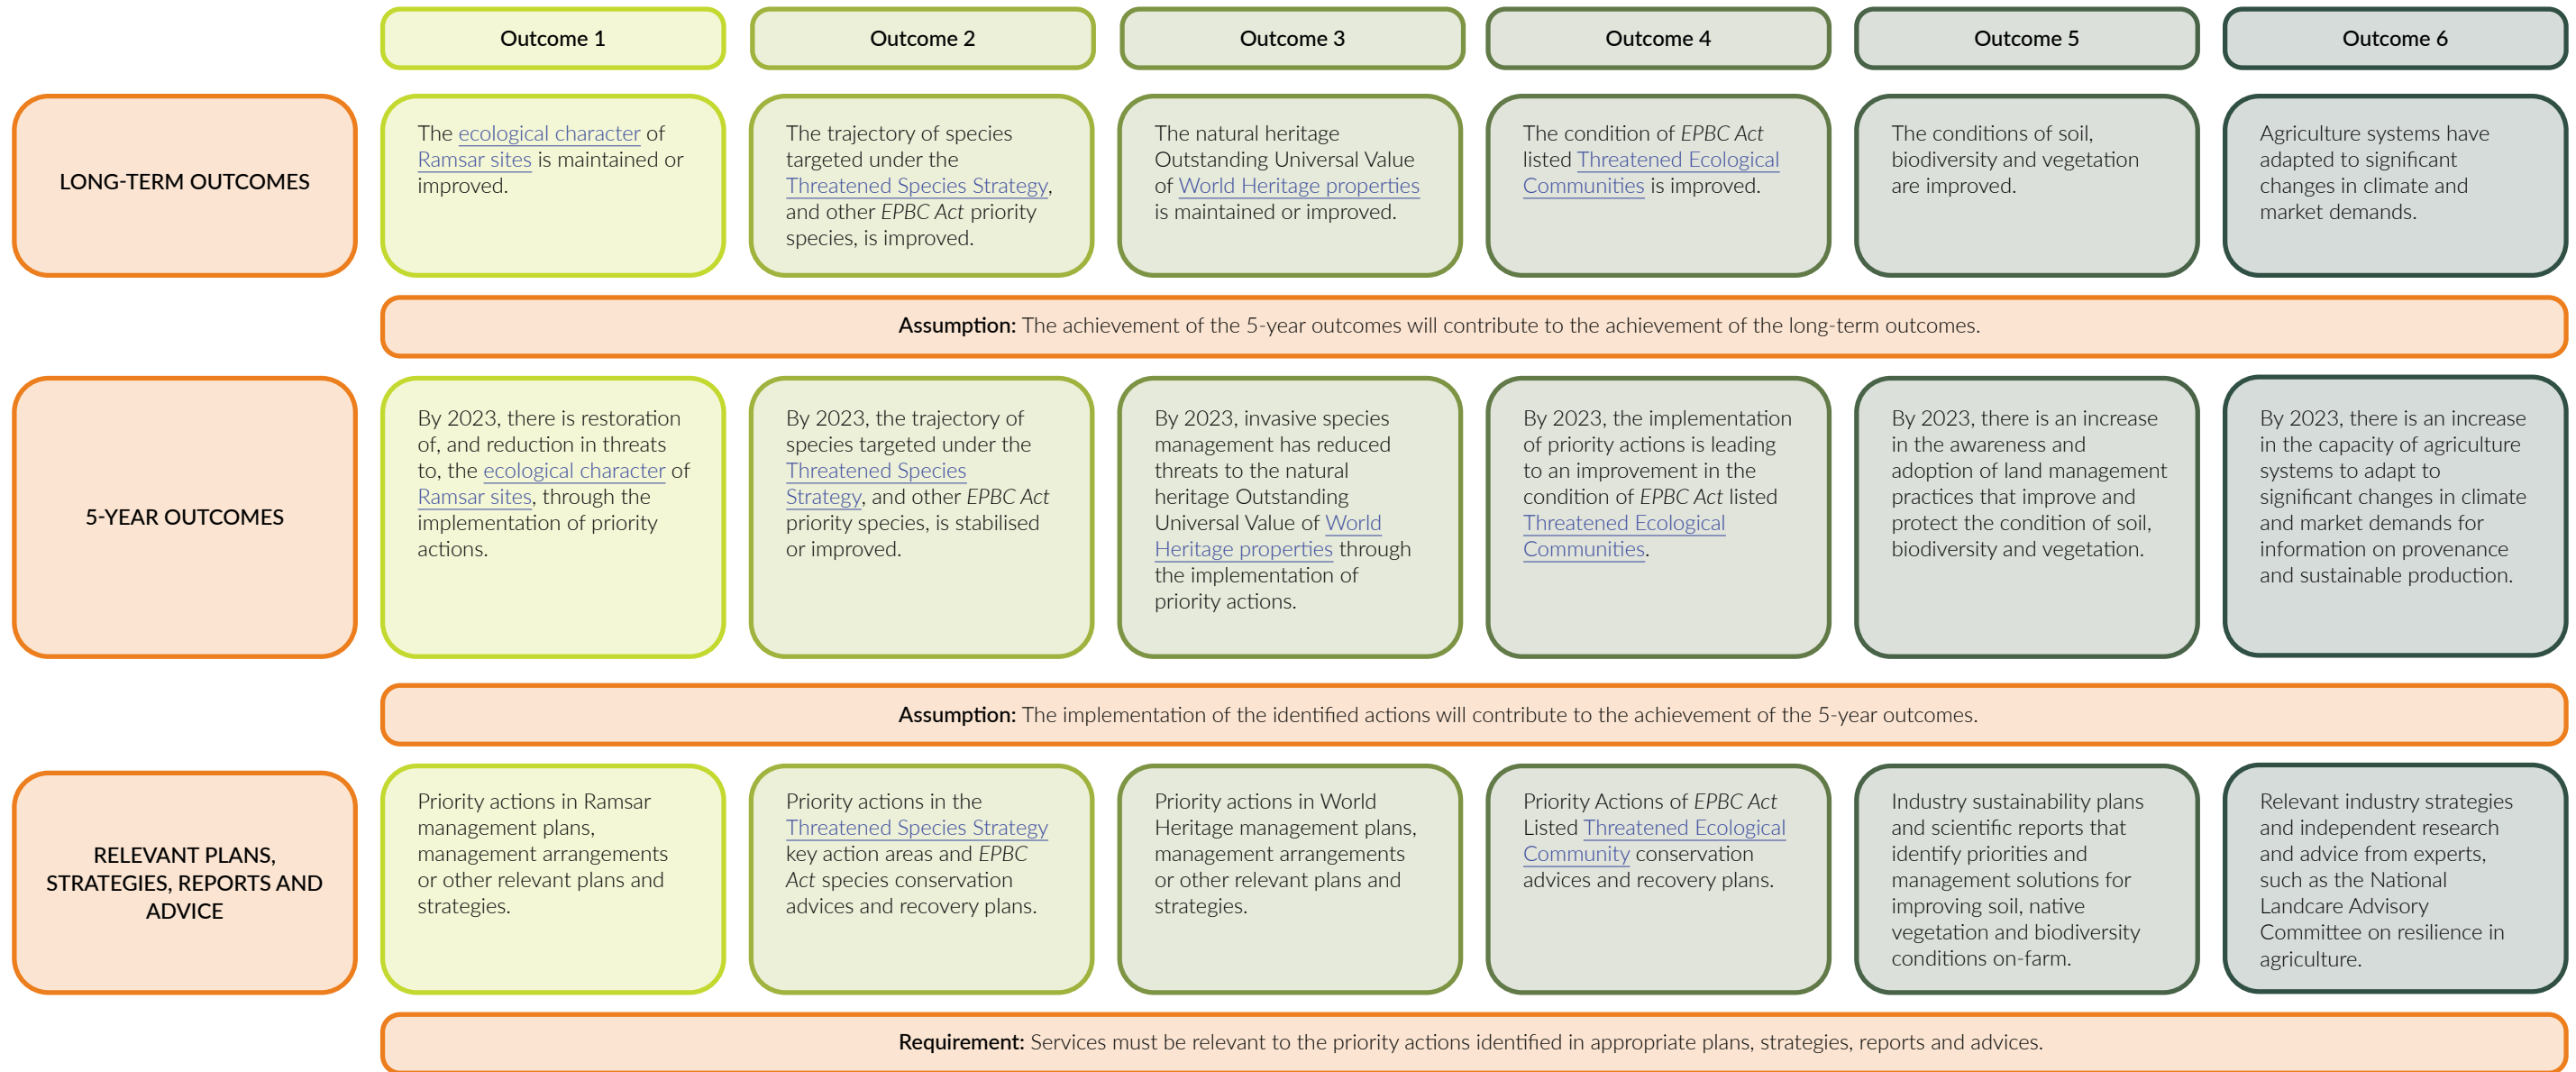 Outcome 1
Outcome 2
Outcome 3
Outcome 4
Outcome 5
Outcome 6
LONG-TERM OUTCOMES
The ecological character of
Ramsar sites is maintained or
improved.
The trajectory of species
targeted under the
Threatened Species Strategy,
and other EPBC Act priority
species, is improved.
The natural heritage
Outstanding Universal Value
of World Heritage properties
is maintained or improved.
The condition of EPBC Act
listed Threatened Ecological
Communities is improved.
The conditions of soil,
biodiversity and vegetation
are improved.
Agriculture systems have
adapted to significant
changes in climate and
market demands.
Assumption: The achievement of the 5-year outcomes will contribute to the achievement of the long-term outcomes.
5-YEAR OUTCOMES
By 2023, there is restoration
of, and reduction in threats
to, the ecological character of
Ramsar sites, through the
implementation of priority
actions.
By 2023, the trajectory of
species targeted under the
Threatened Species
Strategy, and other EPBC Act
priority species, is stabilised
or improved.
By 2023, invasive species
management has reduced
threats to the natural
heritage Outstanding
Universal Value of World
Heritage properties through
the implementation of
priority actions.
By 2023, the implementation
of priority actions is leading
to an improvement in the
condition of EPBC Act listed
Threatened Ecological
Communities.
By 2023, there is an increase
in the awareness and
adoption of land management
practices that improve and
protect the condition of soil,
biodiversity and vegetation.
By 2023, there is an increase
in the capacity of agriculture
systems to adapt to
significant changes in climate
and market demands for
information on provenance
and sustainable production.
Assumption: The implementation of the identified actions will contribute to the achievement of the 5-year outcomes.
RELEVANT PLANS,
STRATEGIES, REPORTS AND
ADVICE
Priority actions in Ramsar
management plans,
management arrangements
or other relevant plans and
strategies.
Priority actions in the
Threatened Species Strategy
key action areas and EPBC
Act species conservation
advices and recovery plans.
Priority actions in World
Heritage management plans,
management arrangements
or other relevant plans and
strategies.
Priority Actions of EPBC Act
Listed Threatened Ecological
Community conservation
advices and recovery plans.
Industry sustainability plans
and scientific reports that
identify priorities and
management solutions for
improving soil, native
vegetation and biodiversity
conditions on-farm.
Relevant industry strategies
and independent research
and advice from experts,
such as the National
Landcare Advisory
Committee on resilience in
agriculture.
Requirement: Services must be relevant to the priority actions identified in appropriate plans, strategies, reports and advices.